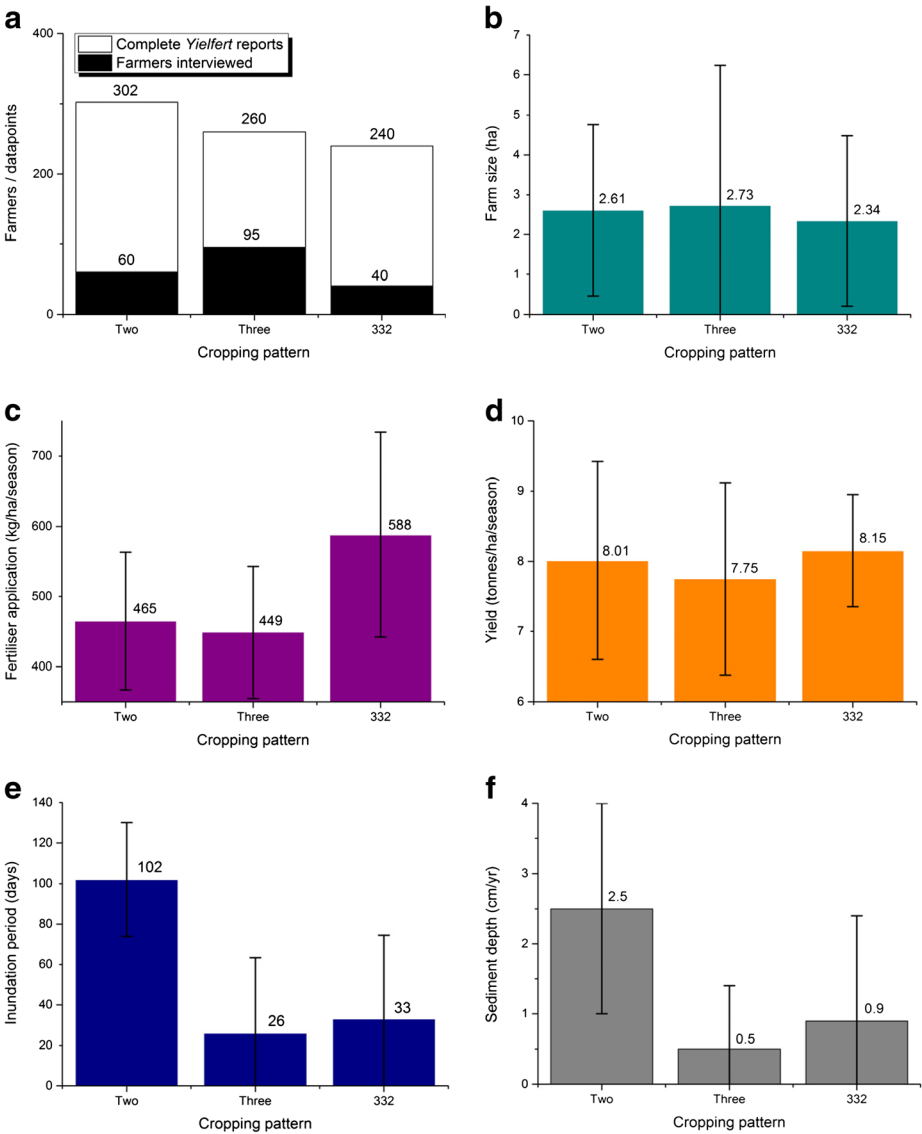 a
400
200
0
Farmers / datapoints
Complete Yielfert reports
Farmers interviewed
302
260
240
60
95
40
Two
Three
332
Cropping pattern
b
7
6
5
4
3
2
1
0
Farm size (ha)
2.61
2.73
2.34
Two
Three
332
Cropping pattern
c
700
600
500
400
Fertiliser application (kg/ha/season)
465
449
588
Two
Three
332
Cropping pattern
d
10
9
8
7
6
Yield (tonnes/ha/season)
8.01
7.75
8.15
Two
Three
332
Cropping pattern
e
140
120
100
80
60
40
20
0
Inundation period (days)
102
26
33
Two
Three
332
Cropping pattern
f
4
3
2
1
0
Sediment depth (cm/yr)
2.5
0.5
0.9
Two
Three
332
Cropping pattern